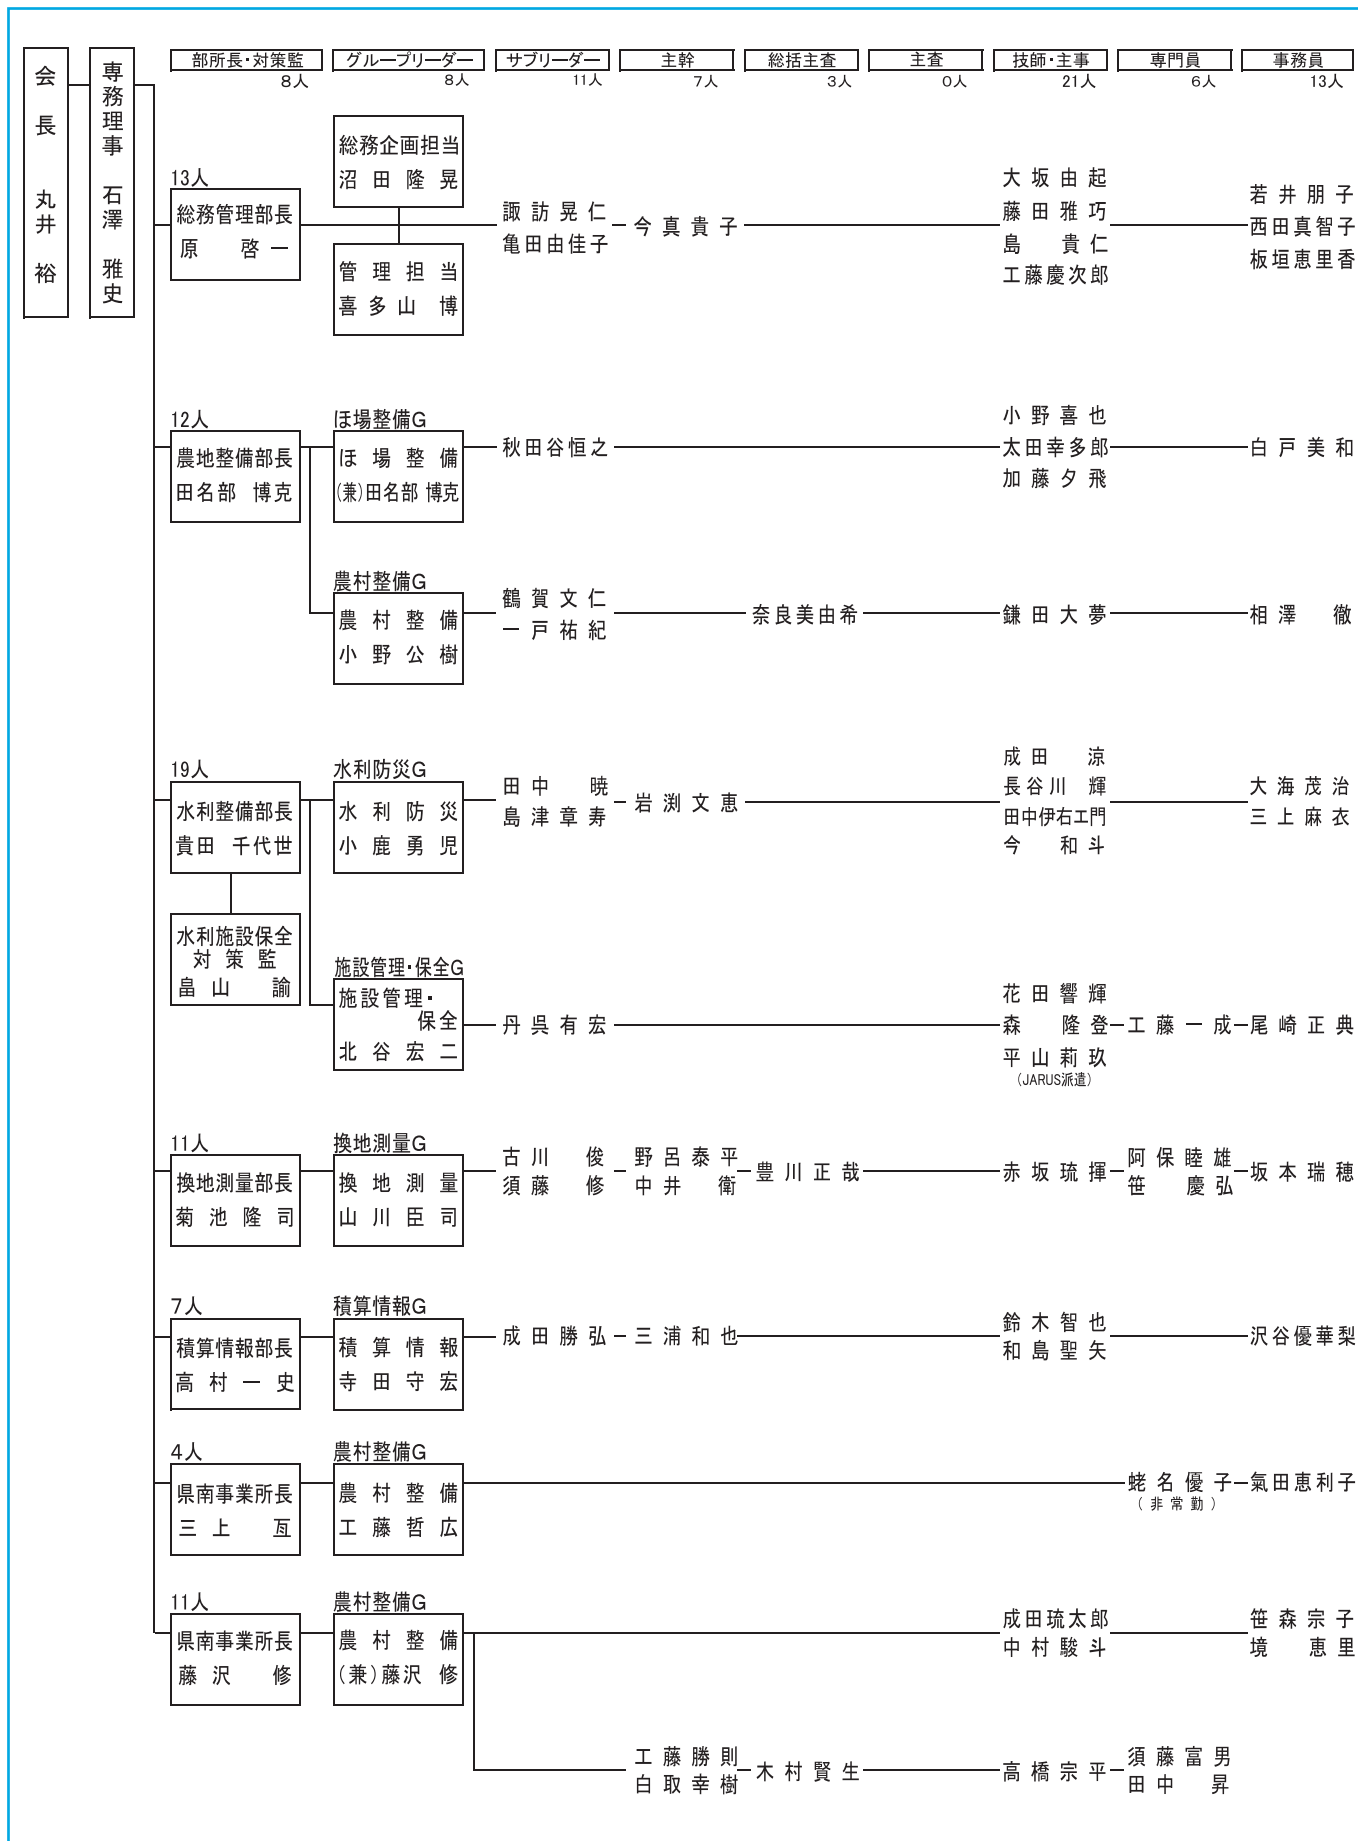 会長 丸井 裕
専務理事 石澤 雅史
部所長・対策監 グループリーダー サブリーダー 主幹 総括主査 主査 技師・主事 専門員 事務員
8人 8人 11人 7人 3人 0人 21人 6人 13人
13人
総務管理部長
原 啓一
総務企画担当
沼田隆晃
管理担当
喜多山 博
諏訪晃仁
亀田由佳子
今真貴子
大坂由起
藤田雅巧
島 貴仁
工藤慶次郎
若井朋子
西田真智子
板垣恵里香
12人
農地整備部長
田名部 博克
ほ場整備G
ほ場整備
(兼)田名部 博克
秋田谷恒之
小野喜也
太田幸多郎
加藤夕飛
白戸美和
農村整備G
農村整備
小野公樹
鶴賀文仁
一戸祐紀
奈良美由希
鎌田大夢
相澤 徹
19人
水利整備部長
貴田 千代世
水利施設保全
対策監
畠山 諭
水利防災G
水利防災
小鹿勇児
田中 暁
島津章寿
岩渕文恵
成田 涼
長谷川 輝
田中伊右エ門
今 和斗
大海茂治
三上麻衣
施設管理・保全G
施設管理・
保全
北谷宏二
丹呉有宏
花田響輝
森 隆登
平山莉玖
(JARUS派遣)
工藤一成
尾崎正典
11人
換地測量部長
菊池隆司
換地測量G
換地測量
山川臣司
古川 俊
須藤 修
野呂泰平
中井 衛
豊川正哉
赤坂琉揮
阿保睦雄
笹 慶弘
坂本瑞穂
7人
積算情報部長
高村一史
積算情報G
積算情報
寺田守宏
成田勝弘
三浦和也
鈴木智也
和島聖矢
沢谷優華梨
4人
県南事業所長
三上 亙
農村整備G
農村整備
工藤哲広
蛯名優子
(非常勤)
氣田恵利子
11人
県南事業所長
藤沢 修
農村整備G
農村整備
(兼)藤沢 修
成田琉太郎
中村駿斗
笹森宗子
境 恵里
工藤勝則
白取幸樹
木村賢生
高橋宗平
須藤富男
田中 昇